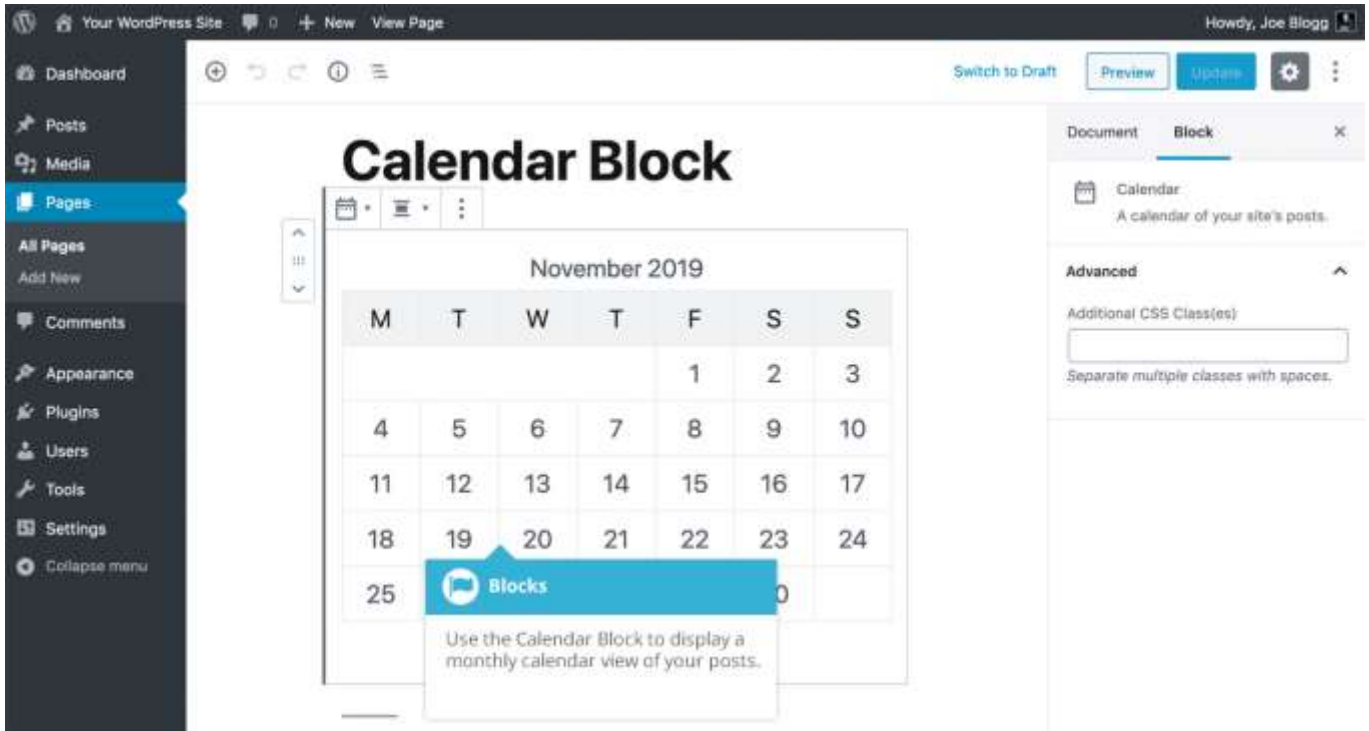 Your WordPress Site 0 New View Page Howdy, Joe Blogg
Dashboard
Posts
Media
Pages
All Pages
Add New
Comments
Appearance
Plugins
Users
Tools
Settings
Collapse menu
Switch to Draft Preview Update
Calendar Block
November 2019
M T W T F S S
1 2 3
4 5 6 7 8 9 10
11 12 13 14 15 16 17
18 19 20 21 22 23 24
25
Blocks
Use the Calendar Block to display a
monthly calendar view of your posts.
Document Block
Calendar
A calendar of your site's posts.
Advanced
Additional CSS Class(es)
Separate multiple classes with spaces.